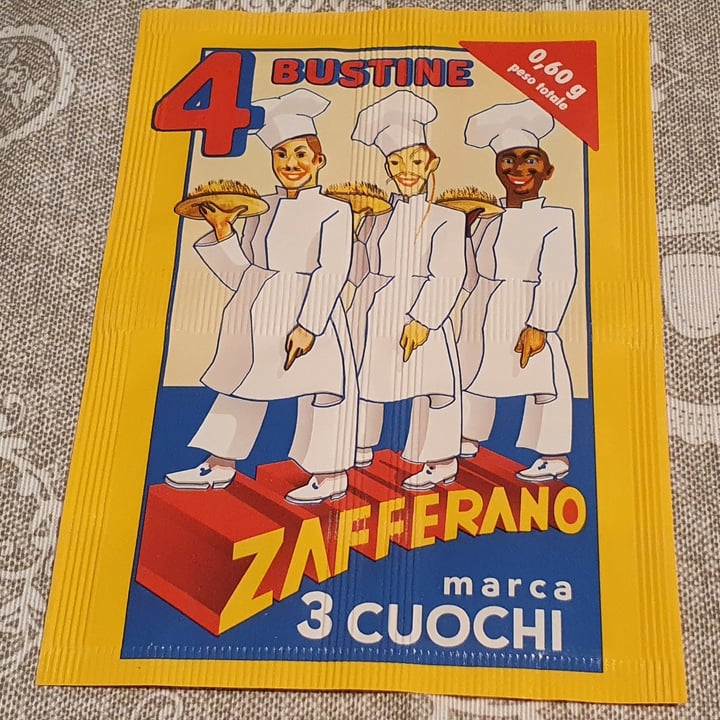 4 BUSTINE
0,60 g
peso totale
ZAFFERANO
marca
3 CUOCHI